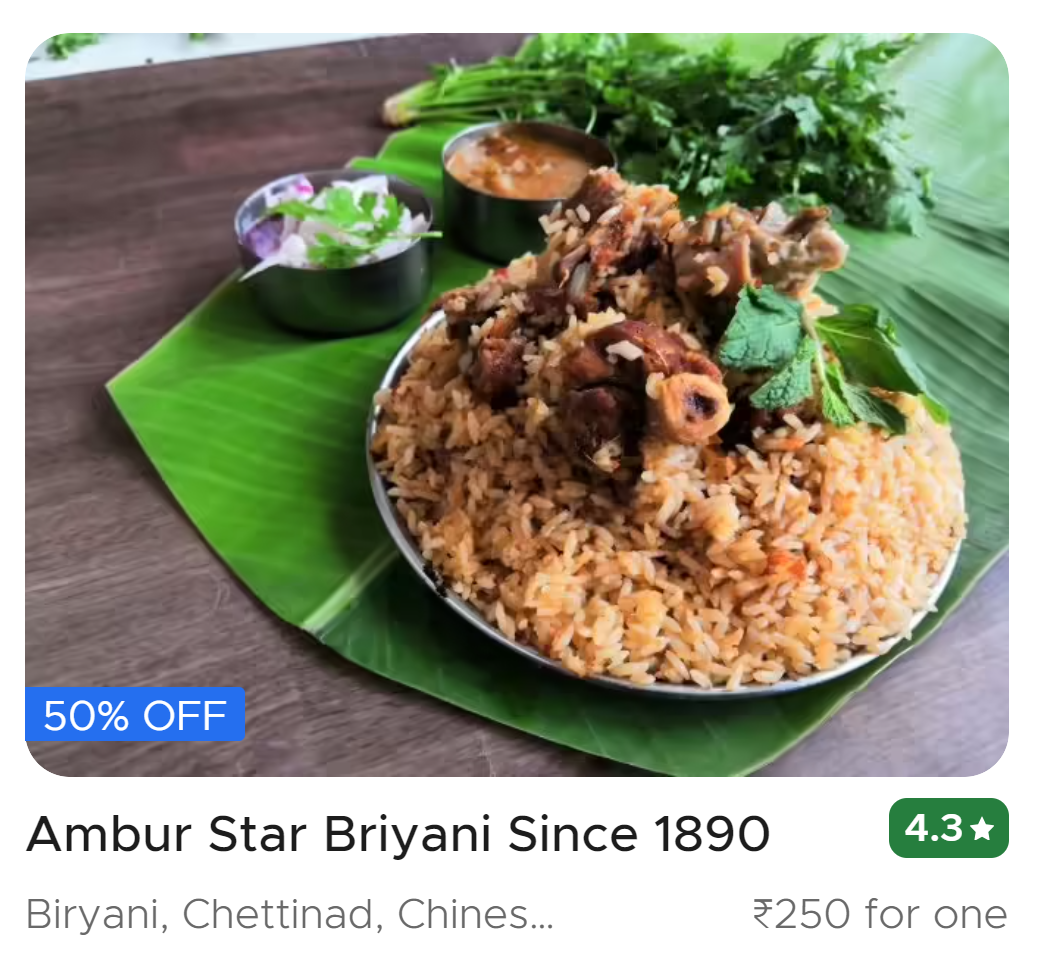 50% OFF
Ambur Star Briyani Since 1890
4.3★
Biryani, Chettinad, Chines...
₹250 for one